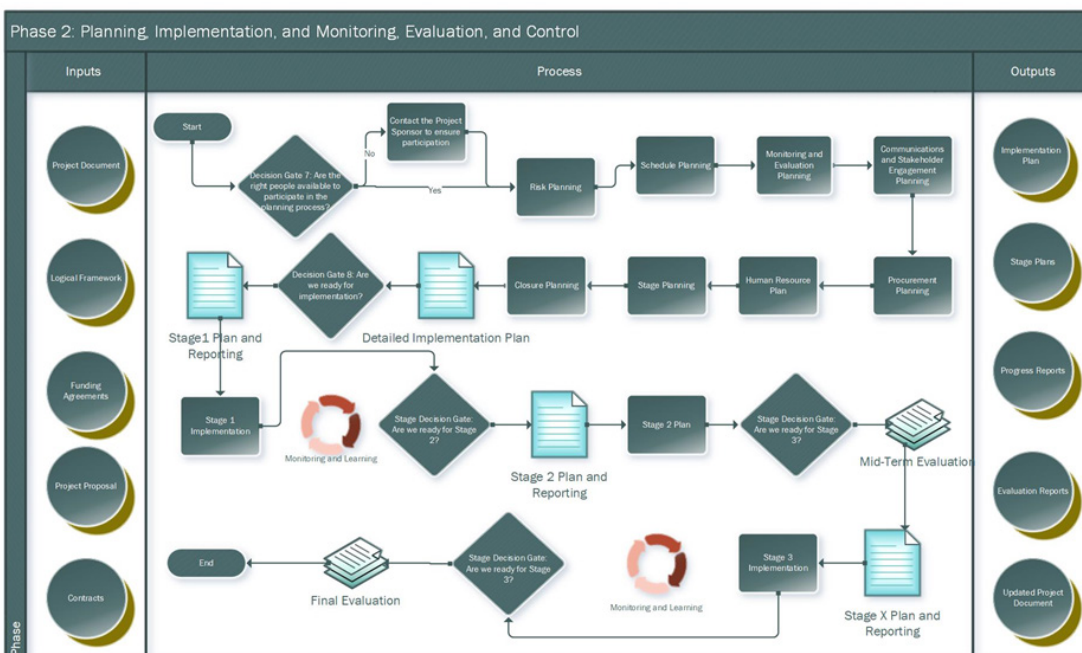 Phase 2: Planning, Implementation, and Monitoring, Evaluation, and Control
Inputs
Process
Outputs
Phase
Project Document
Logical Framework
Funding
Agreements
Project Proposal
Contracts
Start
Decision Gate 7: Are the
right people available to
participate in the
planning process?
No
Yes
Contact the Project
Sponsor to ensure
participation
Risk Planning
Schedule Planning
Monitoring and
Evaluation
Planning
Communications
and Stakeholder
Engagement
Planning
Procurement
Planning
Human Resource
Plan
Stage Planning
Closure Planning
Detailed Implementation Plan
Decision Gate 8: Are
we ready for
implementation?
Stage1 Plan and
Reporting
Stage 1
Implementation
Monitoring and Learning
Stage Decision Gate:
Are we ready for Stage
2?
Stage 2 Plan and
Reporting
Stage 2 Plan
Stage Decision Gate:
Are we ready for Stage
3?
Mid-Term Evaluation
Stage X Plan and
Reporting
Stage 3
Implementation
Monitoring and Learning
Stage Decision Gate:
Are we ready for Stage
3?
Final Evaluation
End
Implementation
Plan
Stage Plans
Progress Reports
Evaluation Reports
Updated Project
Document